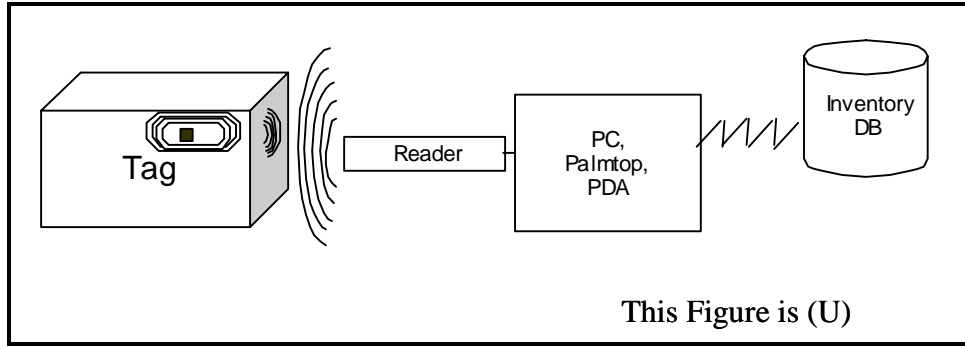 Tag
Reader
PC,
Palmtop,
PDA
Inventory
DB
This Figure is (U)